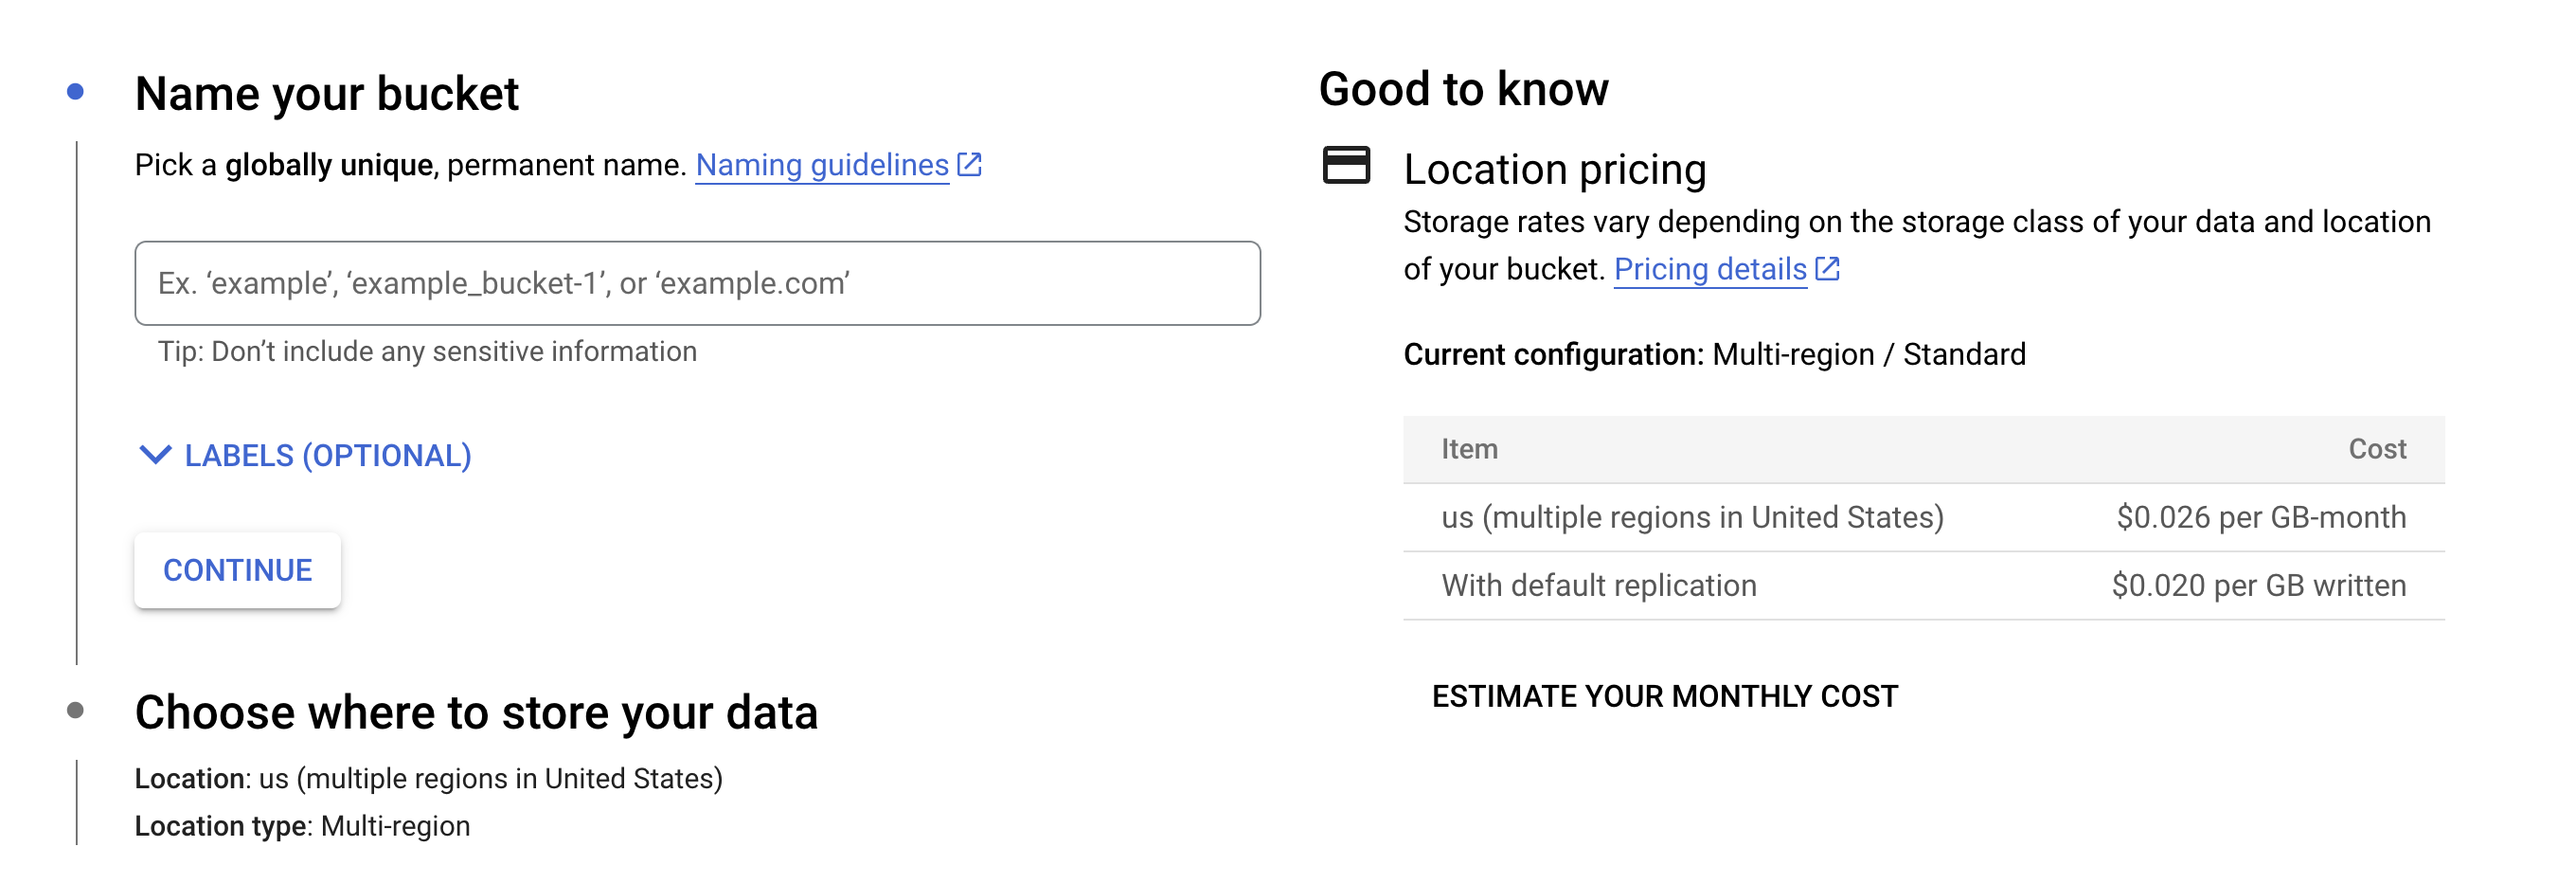 Name your bucket
Pick a globally unique, permanent name. Naming guidelines
Ex. ‘example’, ‘example_bucket-1’, or ‘example.com’
Tip: Don’t include any sensitive information
LABELS (OPTIONAL)
CONTINUE
Choose where to store your data
Location: us (multiple regions in United States)
Location type: Multi-region
Good to know
Location pricing
Storage rates vary depending on the storage class of your data and location
of your bucket. Pricing details
Current configuration: Multi-region / Standard
Item Cost
us (multiple regions in United States) $0.026 per GB-month
With default replication $0.020 per GB written
ESTIMATE YOUR MONTHLY COST